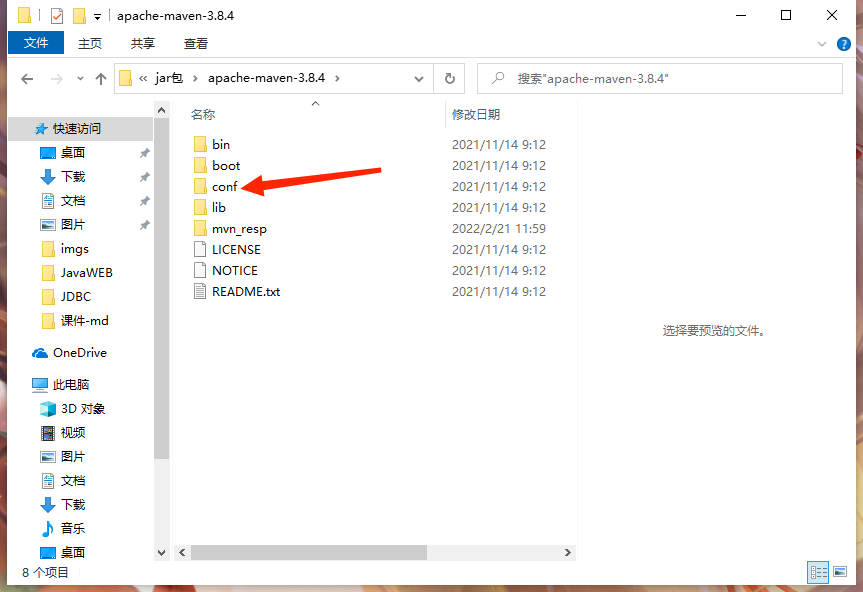 apache-maven-3.8.4
文件 主页 共享 查看
« jar包 › apache-maven-3.8.4 ›
搜索"apache-maven-3.8.4"
快速访问
桌面
下载
文档
图片
imgs
JavaWEB
JDBC
课件-md
OneDrive
此电脑
3D 对象
视频
图片
文档
下载
音乐
桌面
名称 修改日期
bin 2021/11/14 9:12
boot 2021/11/14 9:12
conf 2021/11/14 9:12
lib 2021/11/14 9:12
mvn_resp 2022/2/21 11:59
LICENSE 2021/11/14 9:12
NOTICE 2021/11/14 9:12
README.txt 2021/11/14 9:12
选择要预览的文件。
8 个项目